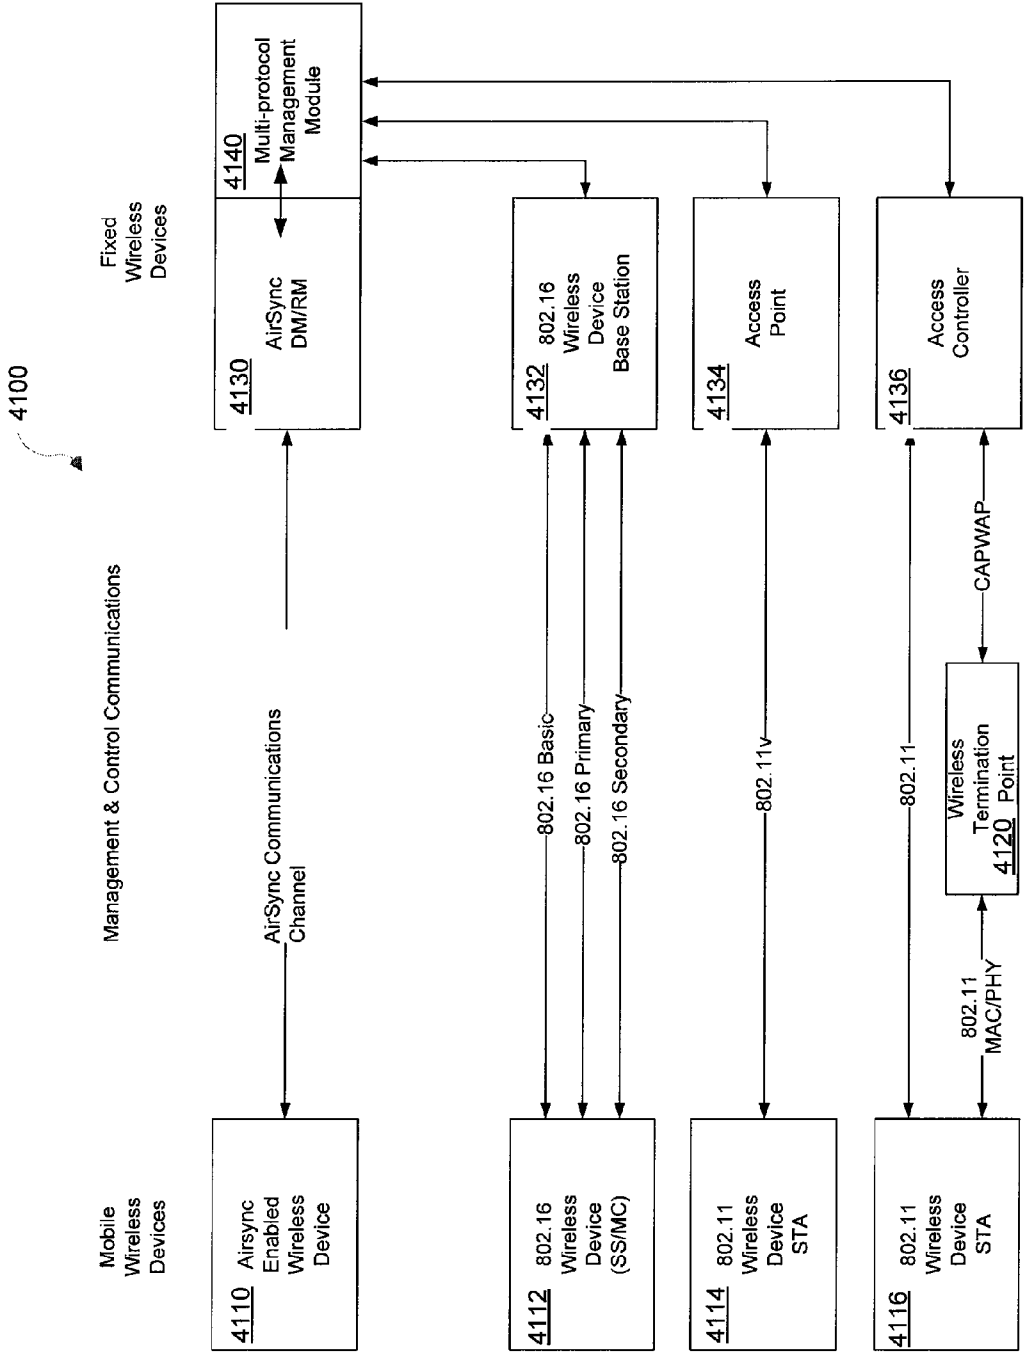 4100
Mobile
Wireless
Devices
Management & Control Communications
Fixed
Wireless
Devices
4110
Airsync
Enabled
Wireless
Device
AirSync Communications
Channel
4130
AirSync
DM/RM
4140
Multi-protocol
Management
Module
4112
802.16
Wireless
Device
(SS/MC)
802.16 Basic
802.16 Primary
802.16 Secondary
4132
802.16
Wireless
Device
Base Station
4114
802.11
Wireless
Device
STA
802.11v
4134
Access
Point
4116
802.11
Wireless
Device
STA
802.11
802.11
MAC/PHY
Wireless
Termination
4120 Point
CAPWAP
4136
Access
Controller